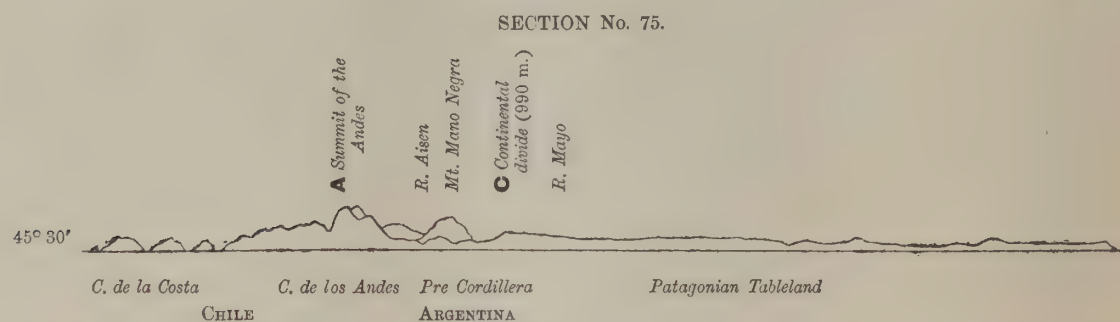 SECTION No. 75.
A Summit of the
Andes
R. Aisen
Mt. Mano Negra
C Continental
divide (990 m.)
R. Mayo
45° 30'
C. de la Costa
C. de los Andes
Pre Cordillera
Patagonian Tableland
CHILE
ARGENTINA